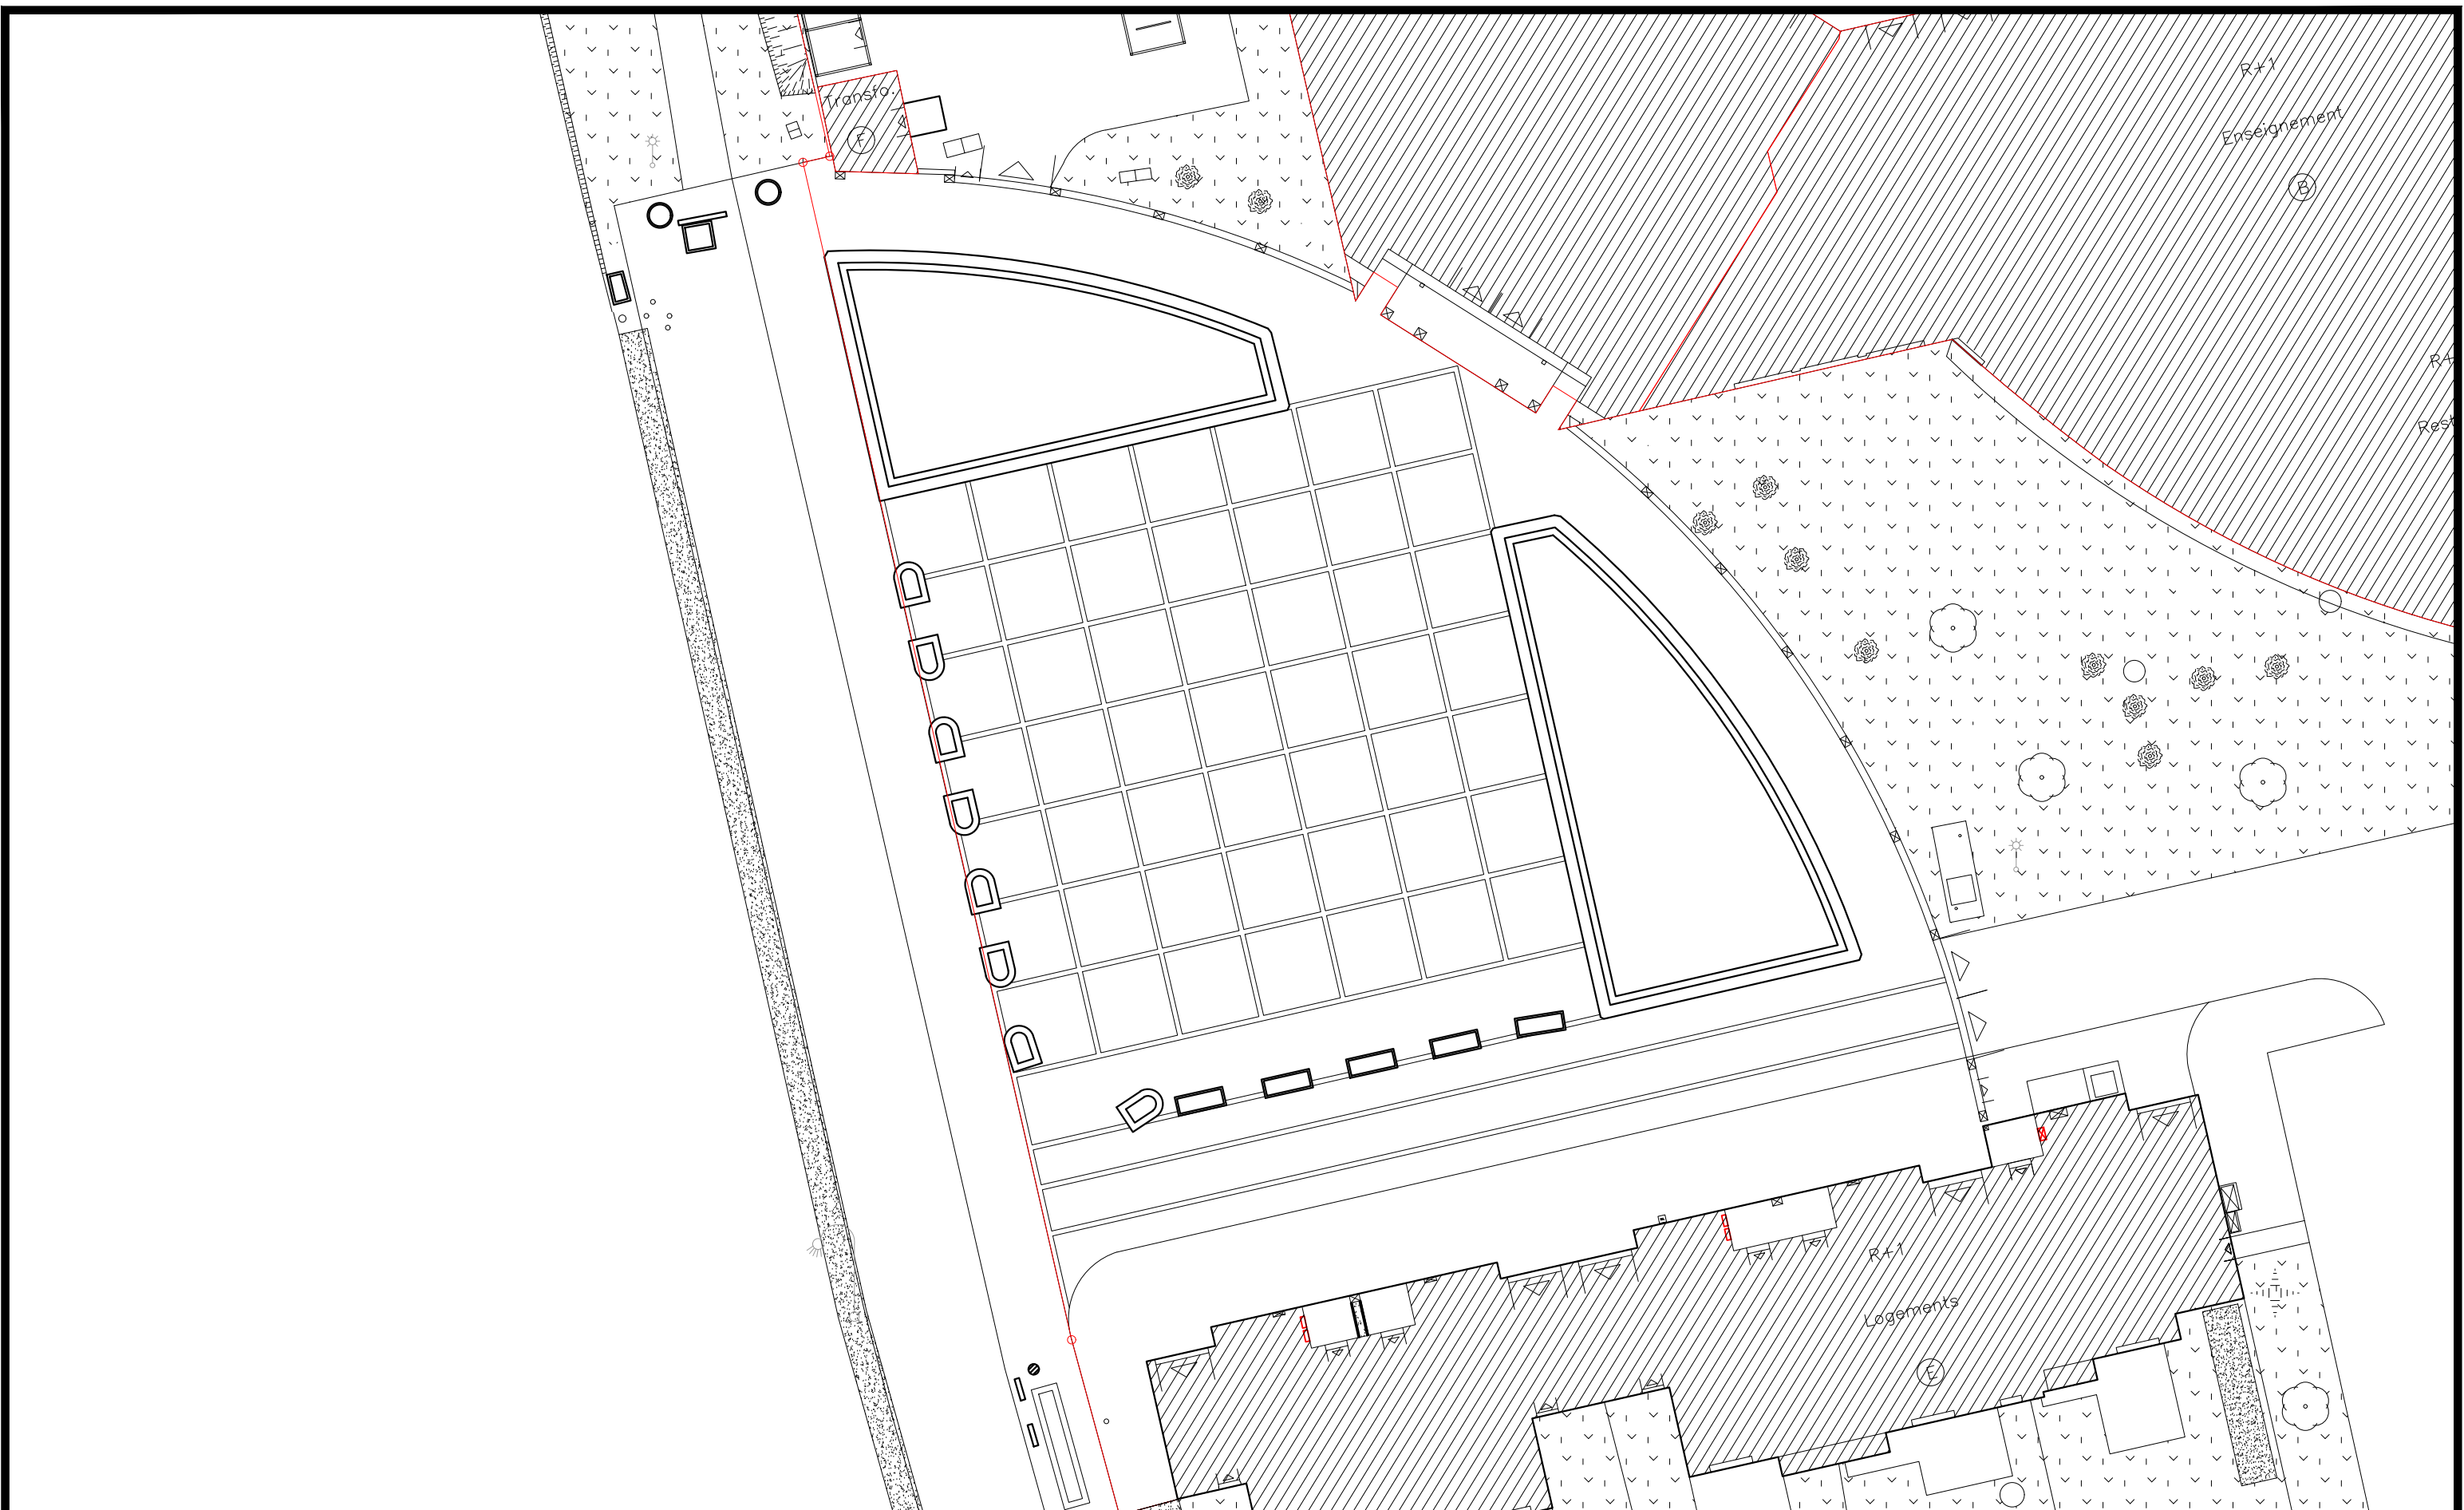 Transfo.
F
R+1
Enseignement
B
R+1
Logements
E